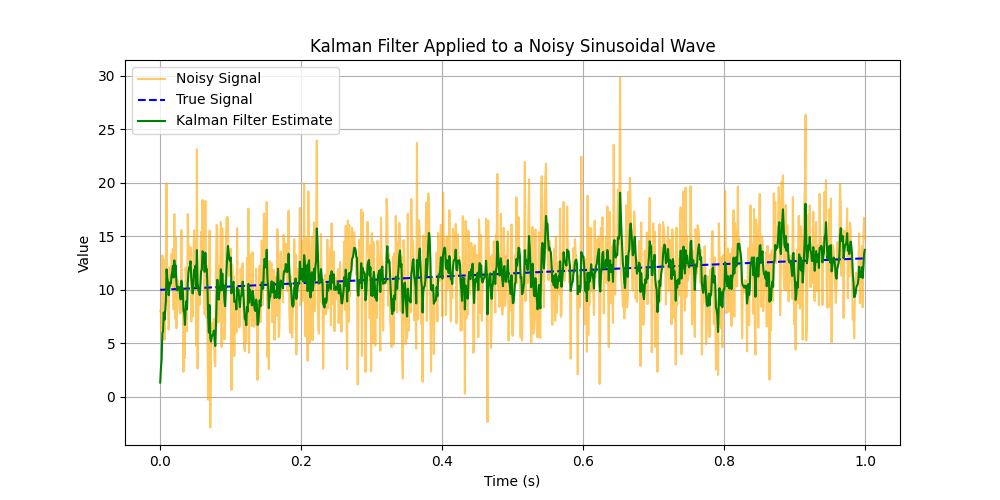 Kalman Filter Applied to a Noisy Sinusoidal Wave
Noisy Signal
True Signal
Kalman Filter Estimate
30
25
20
15
10
5
0
Value
0.0 0.2 0.4 0.6 0.8 1.0
Time (s)